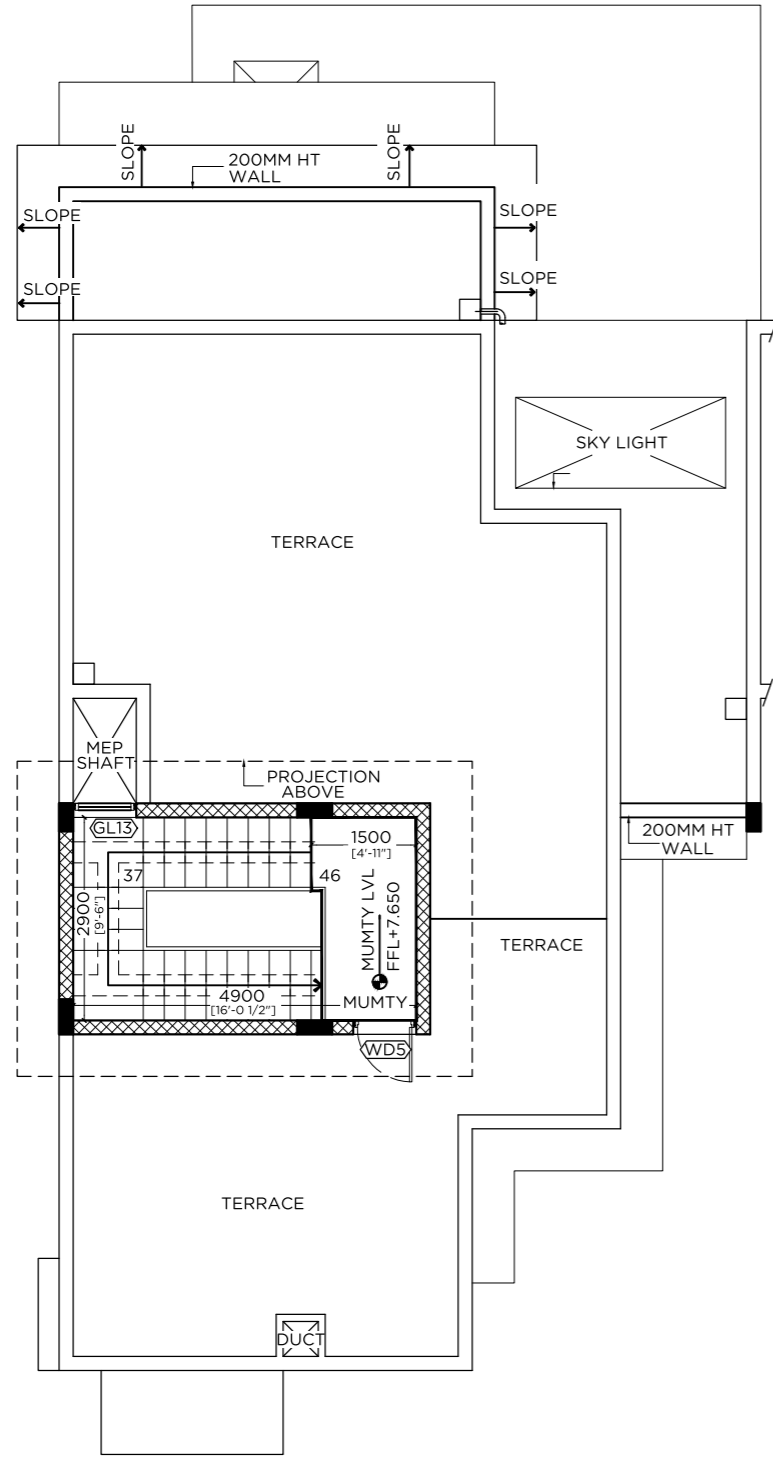 SLOPE
SLOPE
200MM HT
WALL
SLOPE
SLOPE
SLOPE
SLOPE
SKY LIGHT
TERRACE
MEP
SHAFT
PROJECTION
ABOVE
GL13
1500
[4'-11"]
200MM HT
WALL
37
46
2900
[9'-6"]
MUMTY LVL
FFL+7.650
TERRACE
4900
[16'-0 1/2"]
MUMTY
WD5
TERRACE
DUCT